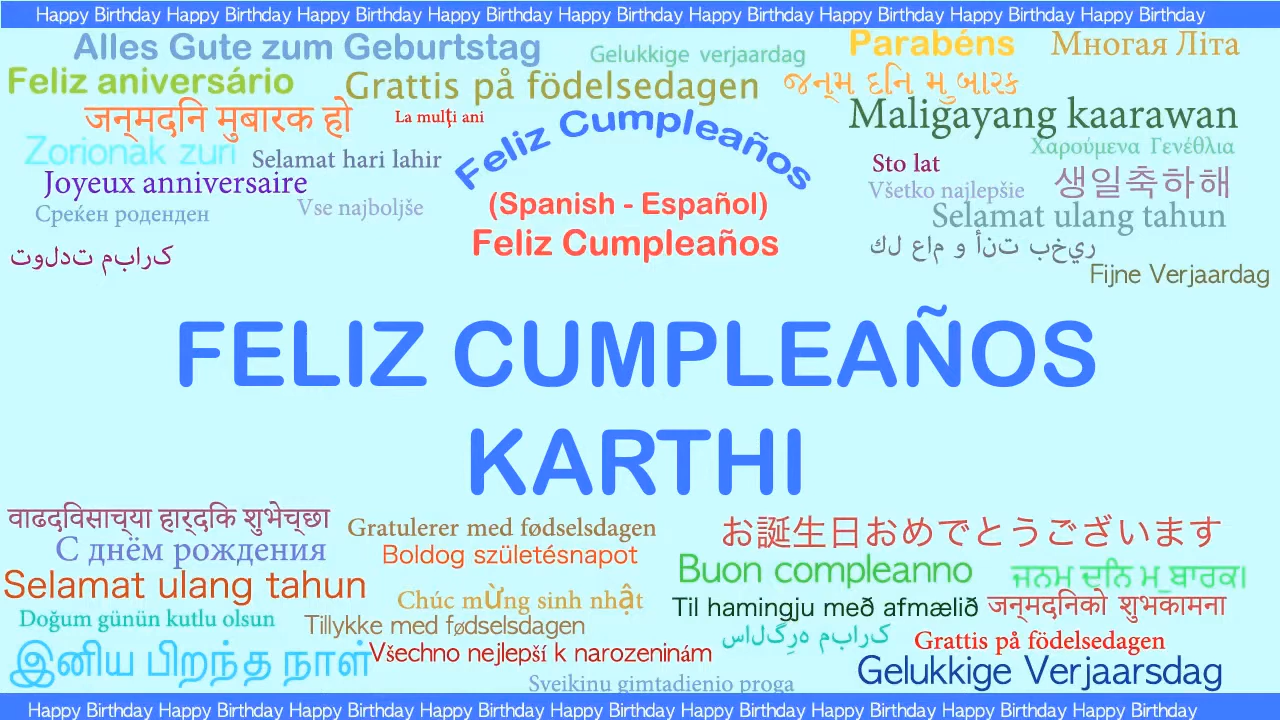 Happy Birthday Happy Birthday Happy Birthday Happy Birthday Happy Birthday Happy Birthday Happy Birthday Happy Birthday Happy Birthday
Alles Gute zum Geburtstag
Gelukkige verjaardag
Parabéns
Многая Літа
Feliz aniversário
Grattis på födelsedagen
જન્મ દનિ મુબારક
जन्मदनि मुबारक हो
La mulţi ani
Feliz Cumpleaños
Maligayang kaarawan
Zorionak zuri
Selamat hari lahir
Χαρούμενα Γενέθλια
Sto lat
Joyeux anniversaire
Všetko najlepšie
생일축하해
Среќен роденден
Vse najboljše
(Spanish - Español)
Selamat ulang tahun
Feliz Cumpleaños
تولدت مبارک
كل عام و أنت بخير
Fijne Verjaardag
FELIZ CUMPLEAÑOS
KARTHI
वाढदविसाच्या हार्दकि शुभेच्छा
Gratulerer med fødselsdagen
お誕生日おめでとうございます
С днём рождения
Boldog születésnapot
Buon compleanno
ਜਨਮ ਦਨਿ ਮੁਬਾਰਕ।
Selamat ulang tahun
Chúc mừng sinh nhật
Til hamingju með afmælið
जन्मदनिको शुभकामना
Doğum günün kutlu olsun
Tillykke med fødselsdagen
سالگرہ مبارک
Grattis på födelsedagen
இனிய பிறந்த நாள்
Všechno nejlepší k narozeninám
Gelukkige Verjaarsdag
Sveikinu gimtadienio proga
Happy Birthday Happy Birthday Happy Birthday Happy Birthday Happy Birthday Happy Birthday Happy Birthday Happy Birthday Happy Birthday